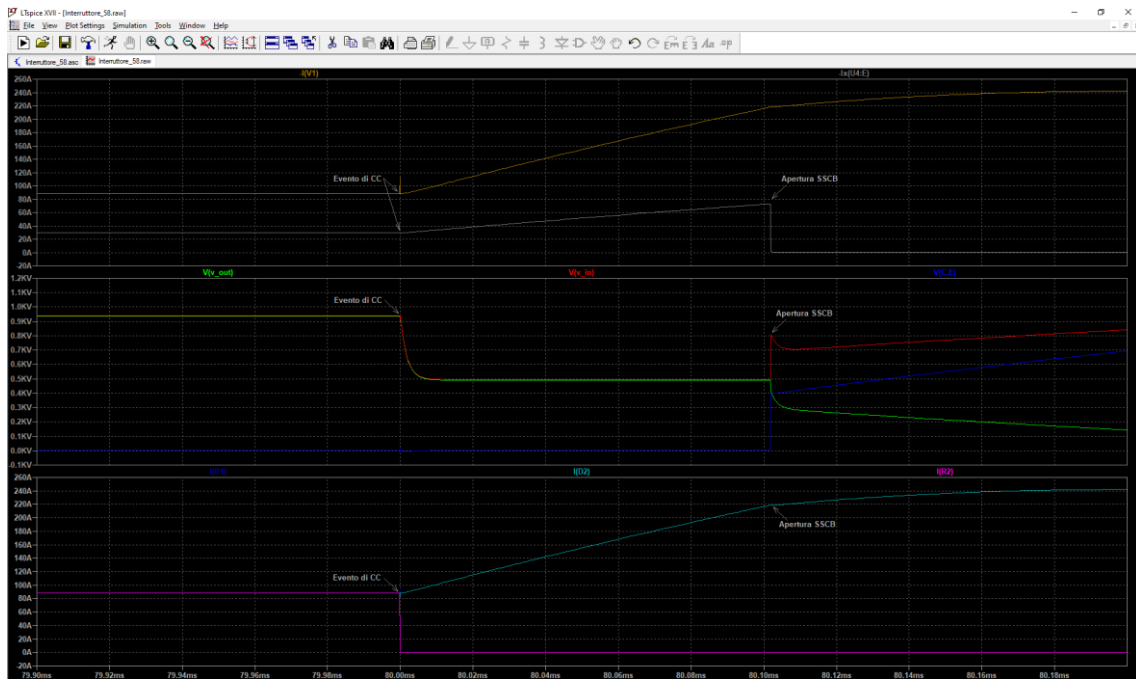 LTspice XVII - [Interruttore_58.raw]
File View Plot Settings Simulation Tools Window Help
Interruttore_58.asc Interruttore_58.raw
-I(V1) -Ix(U4:E)
260A
240A
220A
200A
180A
160A
140A
120A
100A
80A
60A
40A
20A
0A
-20A
Evento di CC
Apertura SSCB
V(v_out) V(v_in) V(C,E)
1.2KV
1.1KV
1.0KV
0.9KV
0.8KV
0.7KV
0.6KV
0.5KV
0.4KV
0.3KV
0.2KV
0.1KV
0.0KV
-0.1KV
Evento di CC
Apertura SSCB
I(D2) I(R2)
260A
240A
220A
200A
180A
160A
140A
120A
100A
80A
60A
40A
20A
0A
-20A
Apertura SSCB
Evento di CC
79.90ms 79.92ms 79.94ms 79.96ms 79.98ms 80.00ms 80.02ms 80.04ms 80.06ms 80.08ms 80.10ms 80.12ms 80.14ms 80.16ms 80.18ms